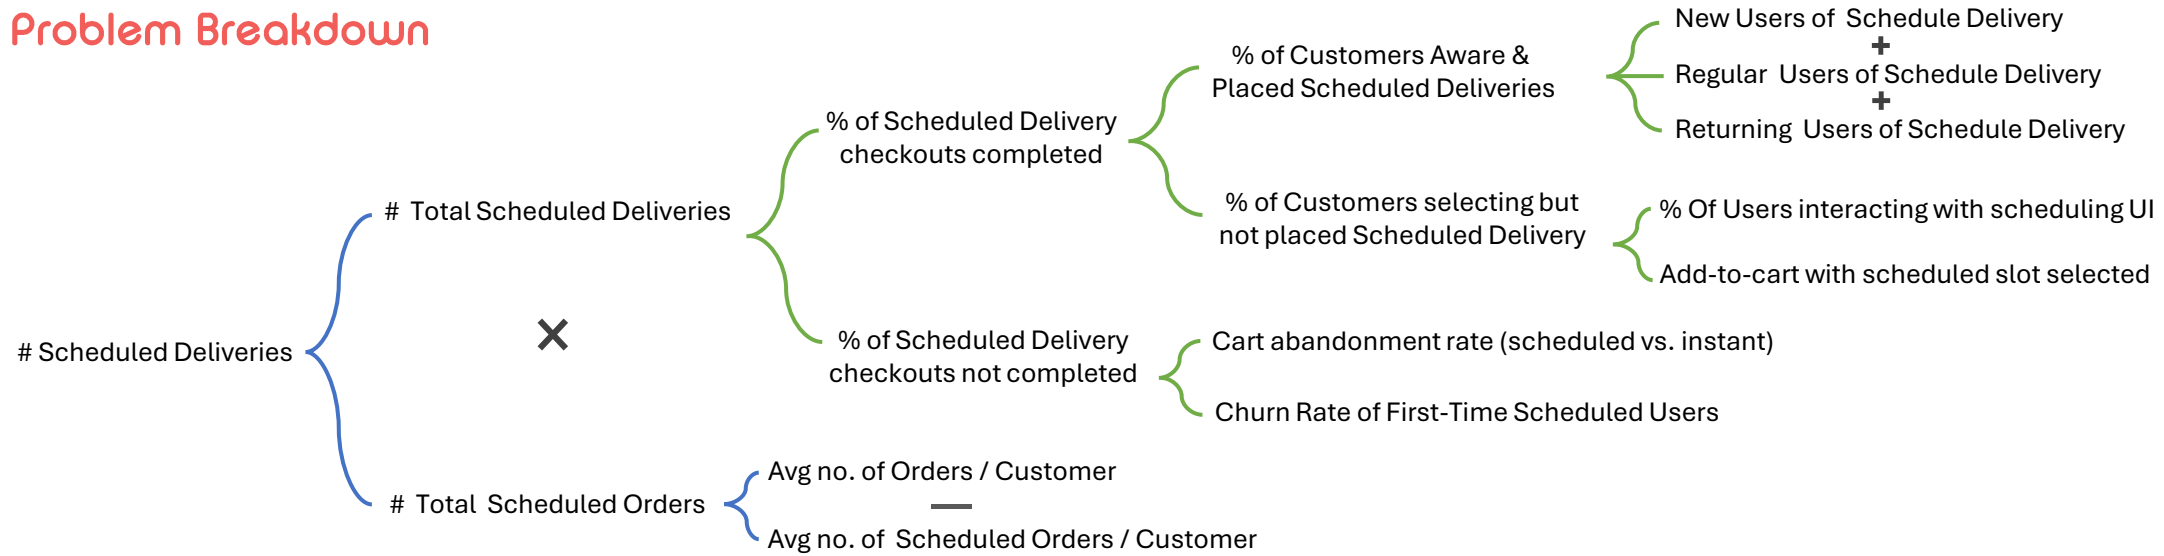 Problem Breakdown
# Scheduled Deliveries
# Total Scheduled Deliveries
×
# Total Scheduled Orders
% of Scheduled Delivery
checkouts completed
% of Scheduled Delivery
checkouts not completed
Avg no. of Orders / Customer
—
Avg no. of Scheduled Orders / Customer
% of Customers Aware &
Placed Scheduled Deliveries
% of Customers selecting but
not placed Scheduled Delivery
Cart abandonment rate (scheduled vs. instant)
Churn Rate of First-Time Scheduled Users
New Users of Schedule Delivery
+
Regular Users of Schedule Delivery
+
Returning Users of Schedule Delivery
% Of Users interacting with scheduling UI
Add-to-cart with scheduled slot selected